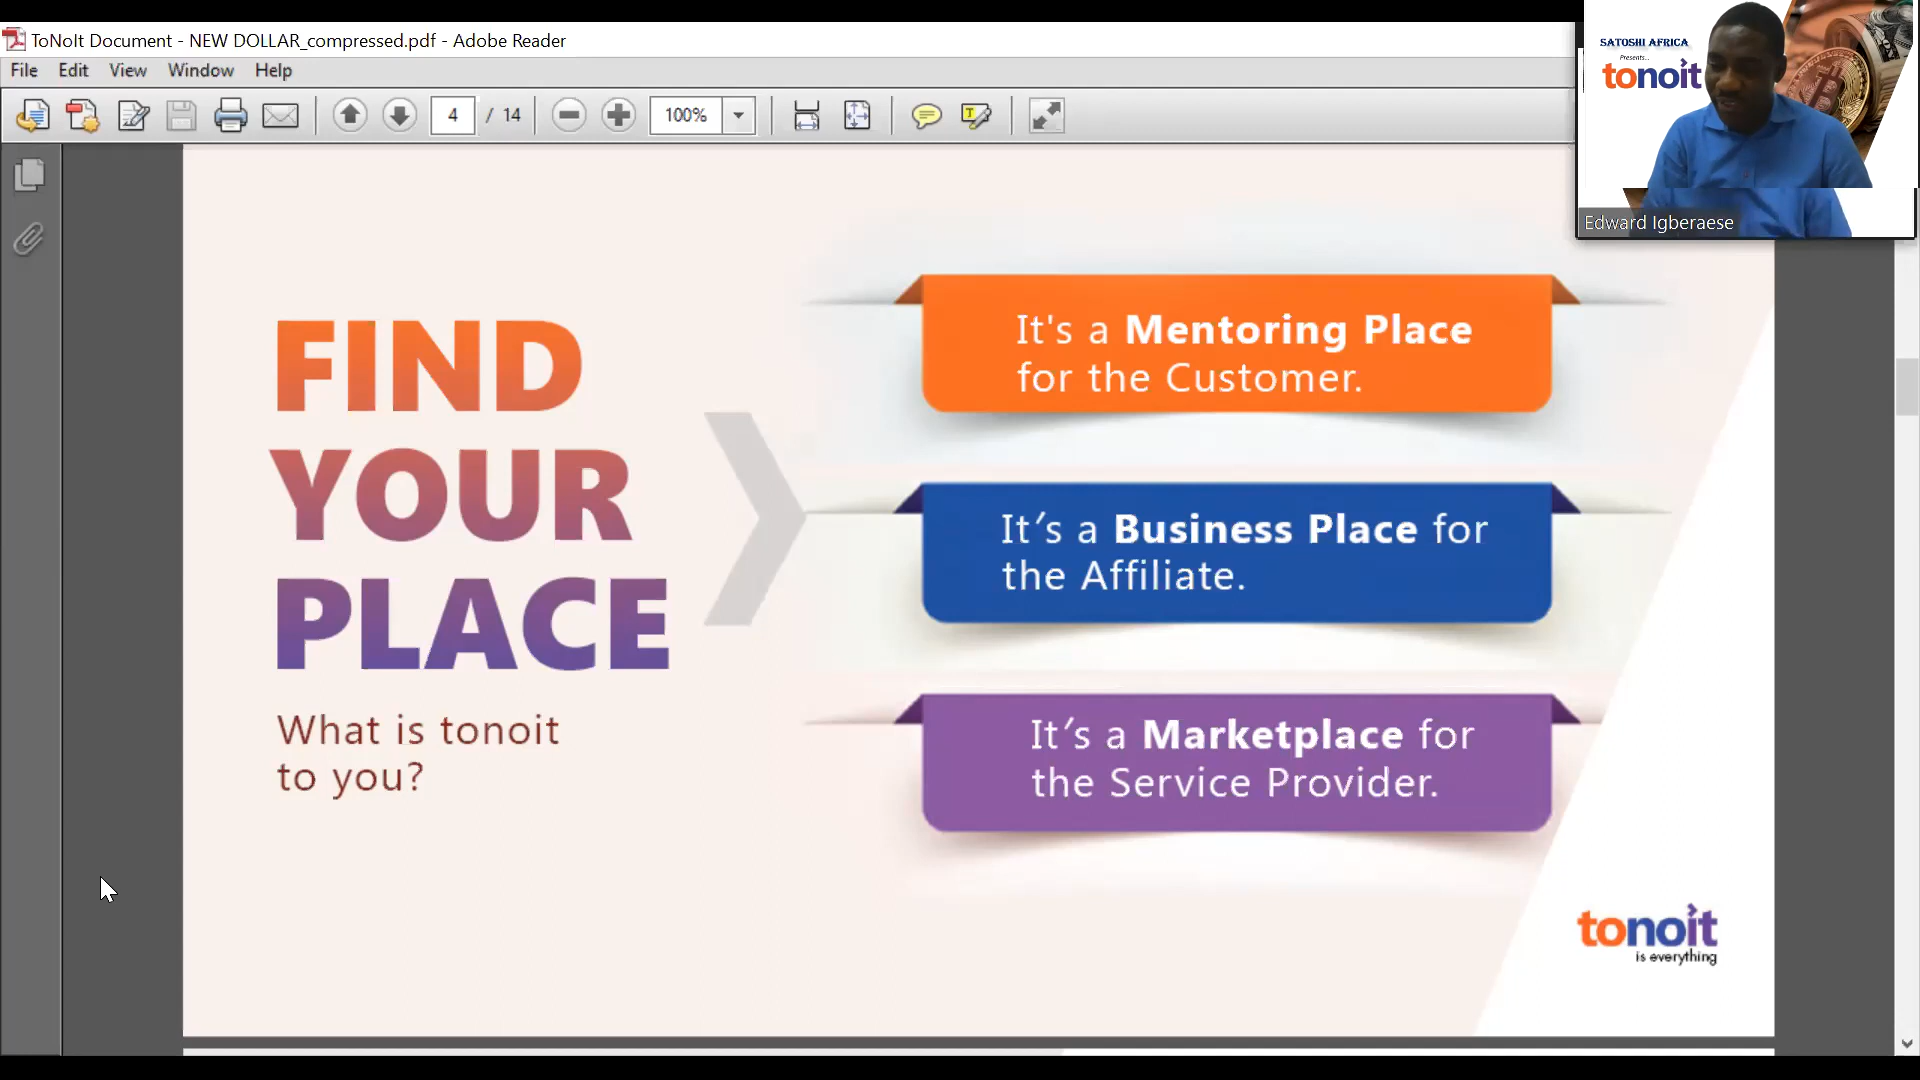 ToNoIt Document - NEW DOLLAR_compressed.pdf - Adobe Reader
File Edit View Window Help
4 / 14 100%
SATOSHI AFRICA
Presents...
tonoit
Edward Igberaese
FIND
YOUR
PLACE
What is tonoit
to you?
It's a Mentoring Place
for the Customer.
It's a Business Place for
the Affiliate.
It's a Marketplace for
the Service Provider.
tonoit
is everything